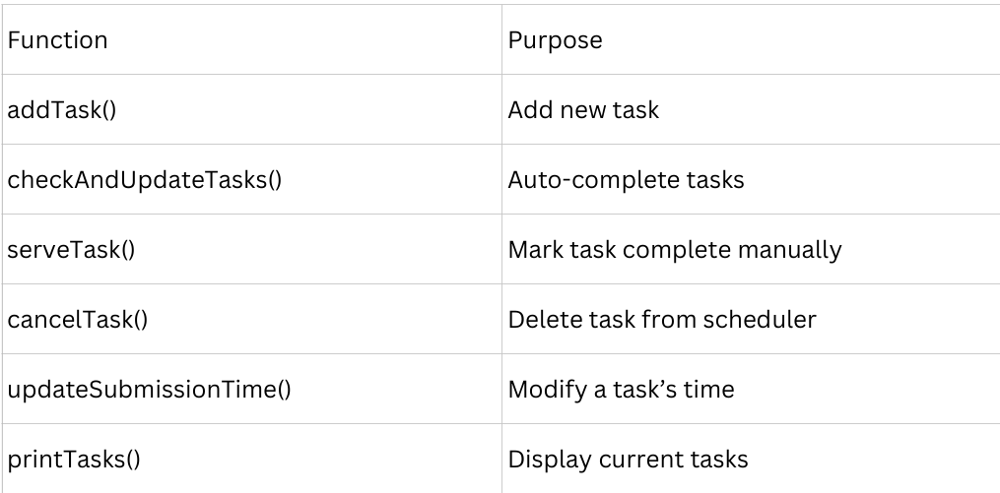 Function Purpose
addTask() Add new task
checkAndUpdateTasks() Auto-complete tasks
serveTask() Mark task complete manually
cancelTask() Delete task from scheduler
updateSubmissionTime() Modify a task’s time
printTasks() Display current tasks